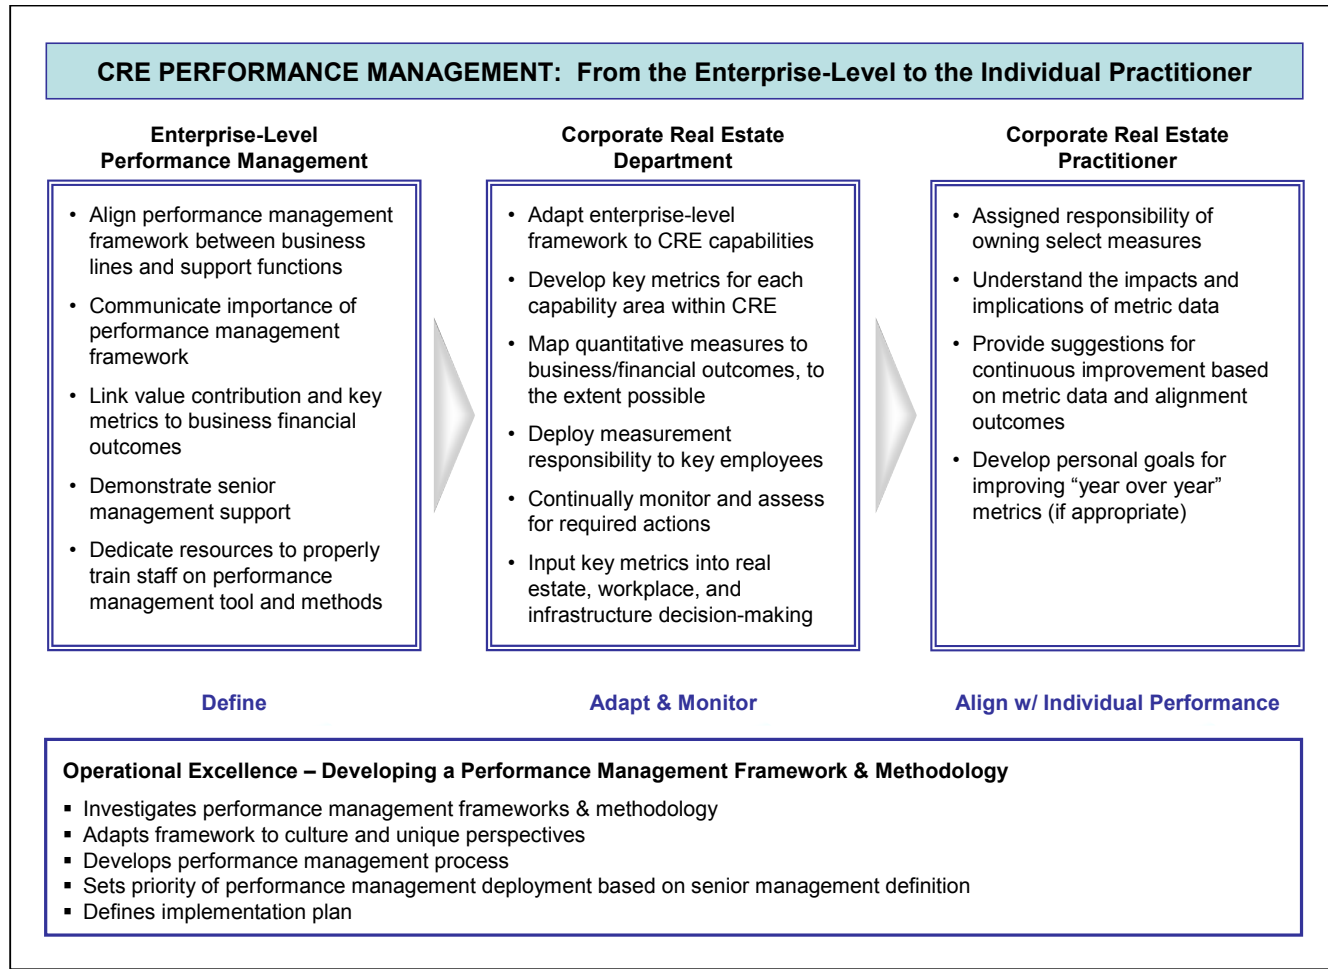 CRE PERFORMANCE MANAGEMENT: From the Enterprise-Level to the Individual Practitioner
Enterprise-Level
Performance Management
• Align performance management
framework between business
lines and support functions
• Communicate importance of
performance management
framework
• Link value contribution and key
metrics to business financial
outcomes
• Demonstrate senior
management support
• Dedicate resources to properly
train staff on performance
management tool and methods
Define
Corporate Real Estate
Department
• Adapt enterprise-level
framework to CRE capabilities
• Develop key metrics for each
capability area within CRE
• Map quantitative measures to
business/financial outcomes, to
the extent possible
• Deploy measurement
responsibility to key employees
• Continually monitor and assess
for required actions
• Input key metrics into real
estate, workplace, and
infrastructure decision-making
Adapt & Monitor
Corporate Real Estate
Practitioner
• Assigned responsibility of
owning select measures
• Understand the impacts and
implications of metric data
• Provide suggestions for
continuous improvement based
on metric data and alignment
outcomes
• Develop personal goals for
improving “year over year”
metrics (if appropriate)
Align w/ Individual Performance
Operational Excellence – Developing a Performance Management Framework & Methodology
▪ Investigates performance management frameworks & methodology
▪ Adapts framework to culture and unique perspectives
▪ Develops performance management process
▪ Sets priority of performance management deployment based on senior management definition
▪ Defines implementation plan